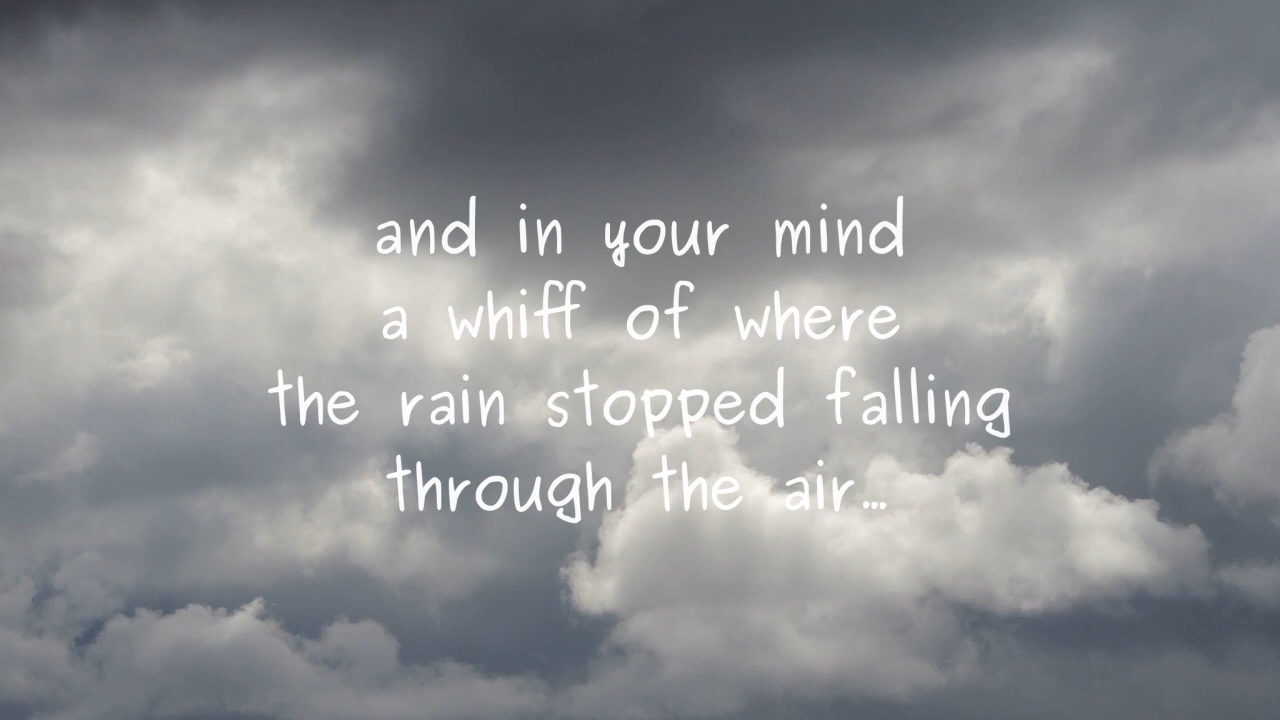 and in your mind
a whiff of where
the rain stopped falling
through the air...